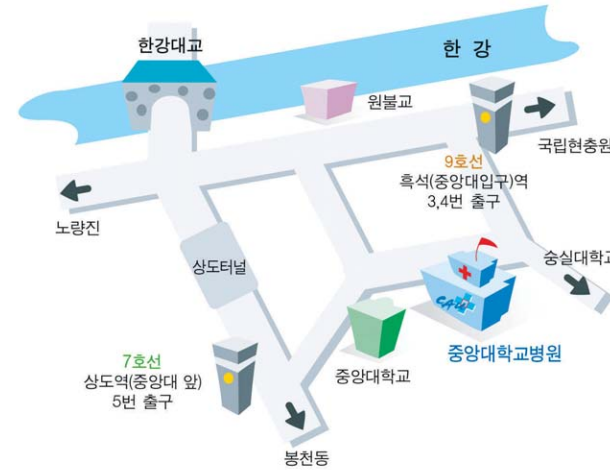 한강대교
한 강
원불교
9호선
흑석(중앙대입구)역
3,4번 출구
국립현충원
노량진
상도터널
숭실대학교
CAU
중앙대학교병원
7호선
상도역(중앙대 앞)
5번 출구
중앙대학교
봉천동